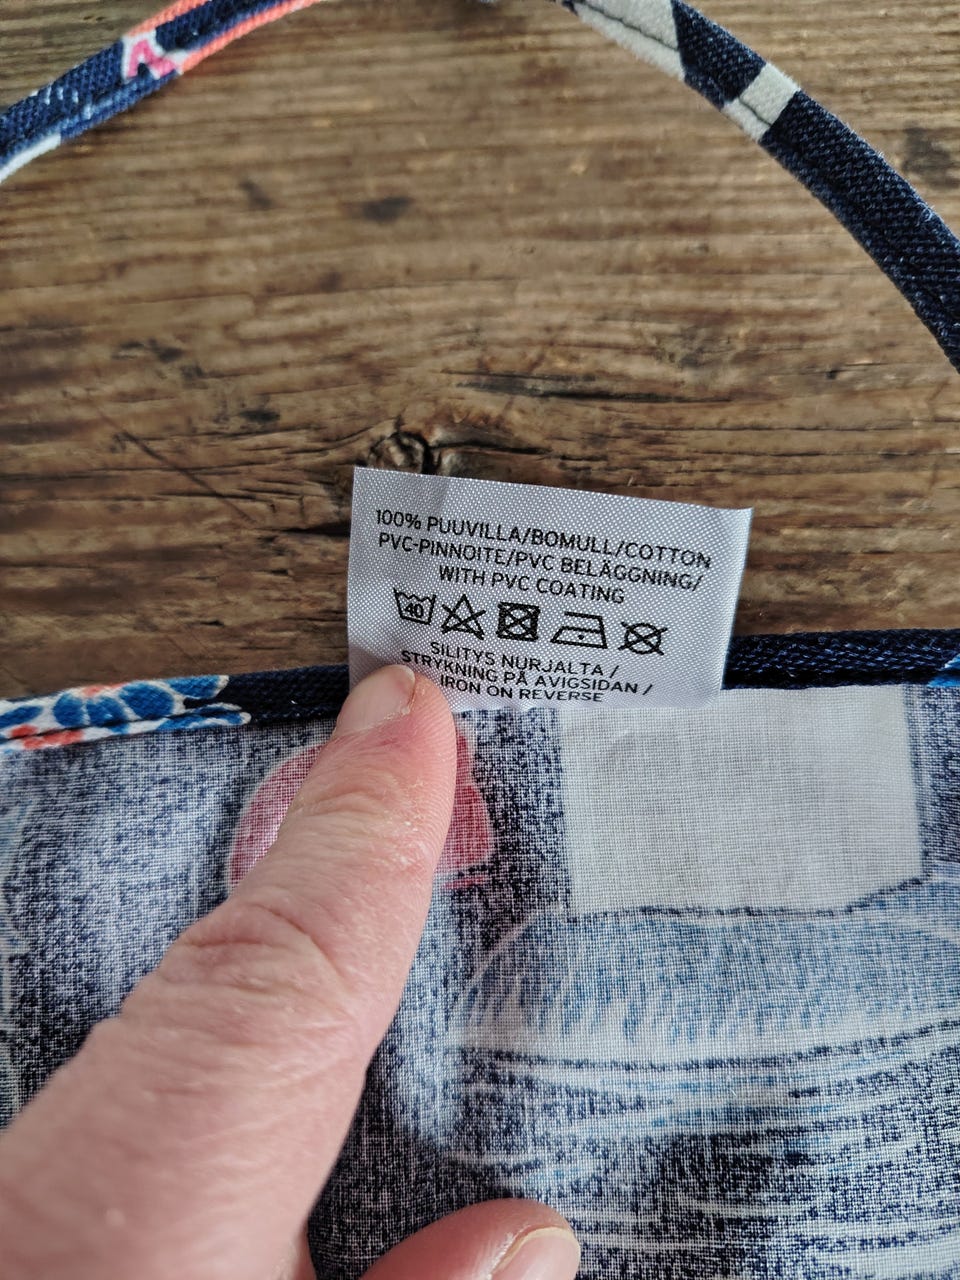 100% PUUVILLA/BOMULL/COTTON
PVC-PINNOITE/PVC BELÄGGNING/
WITH PVC COATING
40
SILITYS NURJALTA /
STRYKNING PÅ AVIGSIDAN /
IRON ON REVERSE